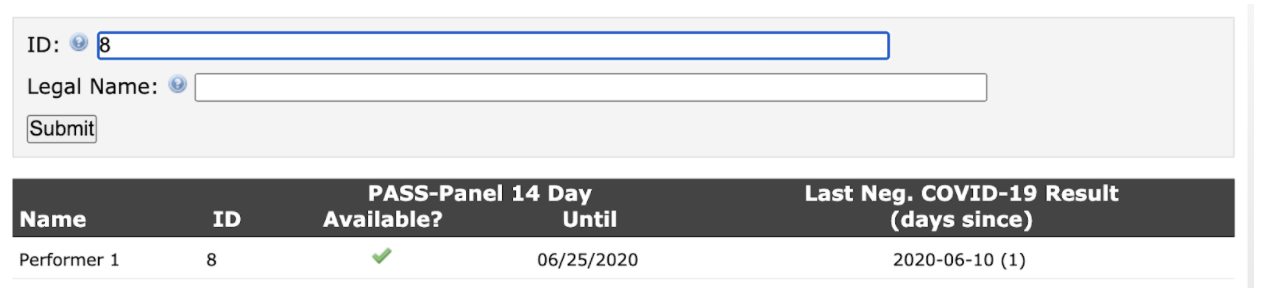 ID: 8
Legal Name:
Submit
PASS-Panel 14 Day Last Neg. COVID-19 Result
Name ID Available? Until (days since)
Performer 1 8 06/25/2020 2020-06-10 (1)